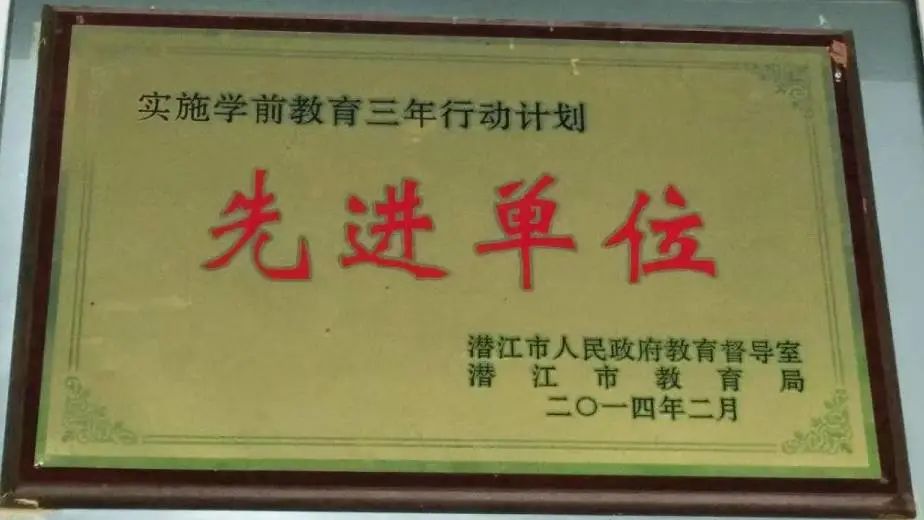 实施学前教育三年行动计划
先进单位
潜江市人民政府教育督导室
潜江市教育局
二〇一四年二月